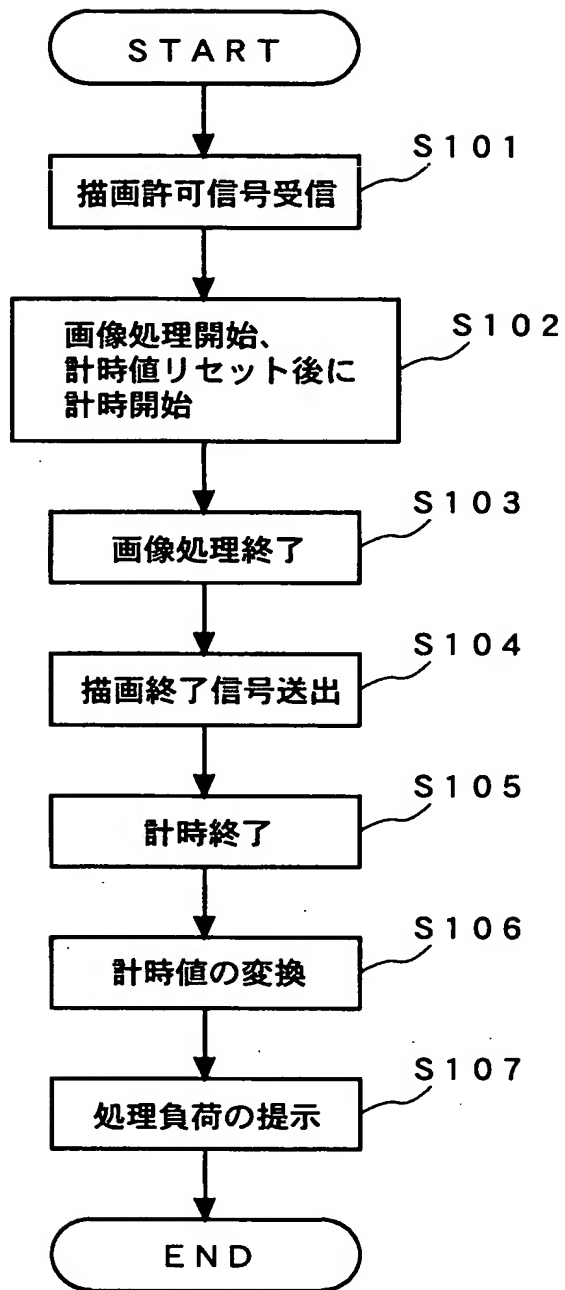 START
S101
描画許可信号受信
S102
画像処理開始、
計時値リセット後に
計時開始
S103
画像処理終了
S104
描画終了信号送出
S105
計時終了
S106
計時値の変換
S107
処理負荷の提示
END